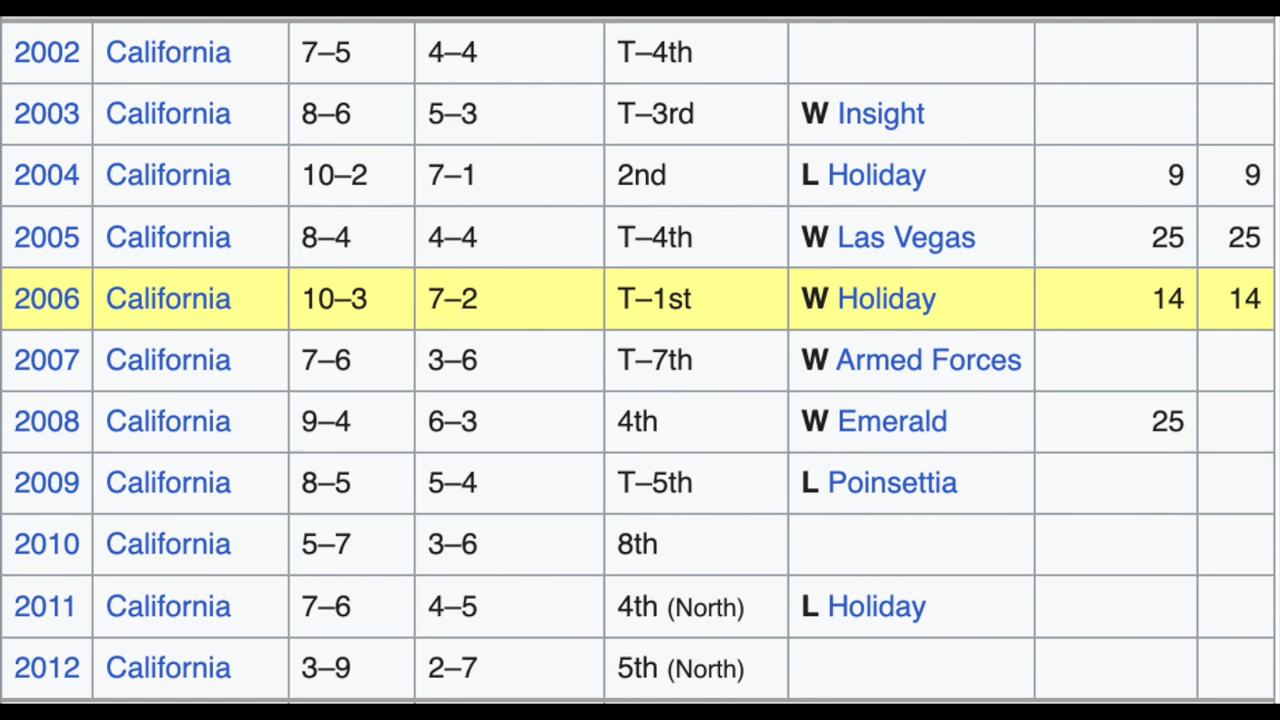 2002 California 7–5 4–4 T–4th
2003 California 8–6 5–3 T–3rd W Insight
2004 California 10–2 7–1 2nd L Holiday 9 9
2005 California 8–4 4–4 T–4th W Las Vegas 25 25
2006 California 10–3 7–2 T–1st W Holiday 14 14
2007 California 7–6 3–6 T–7th W Armed Forces
2008 California 9–4 6–3 4th W Emerald 25
2009 California 8–5 5–4 T–5th L Poinsettia
2010 California 5–7 3–6 8th
2011 California 7–6 4–5 4th (North) L Holiday
2012 California 3–9 2–7 5th (North)